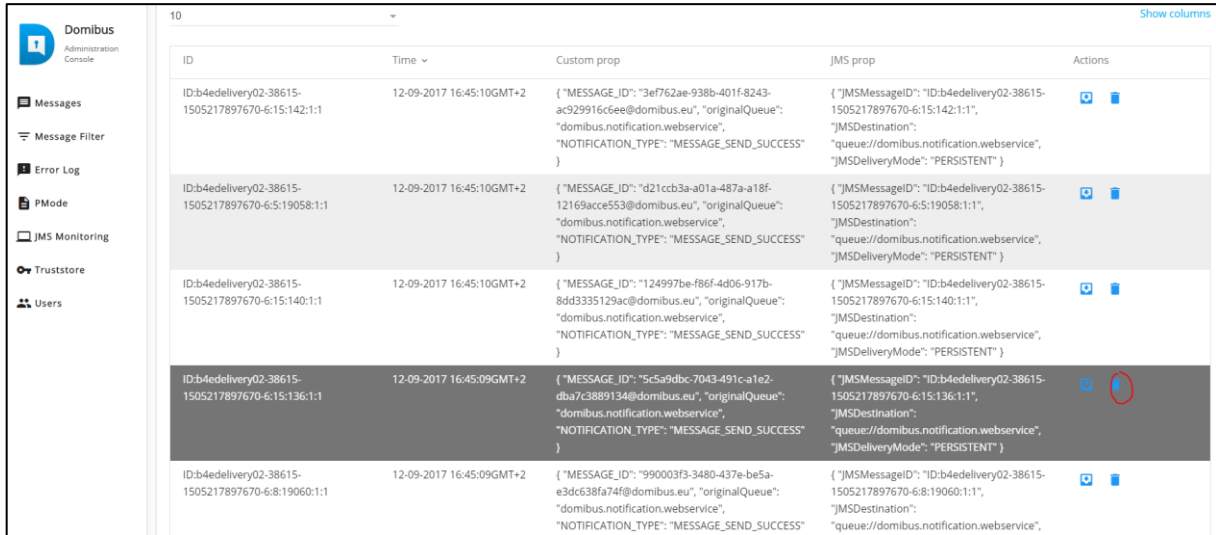 10
Show columns
Domibus
Administration
Console
Messages
Message Filter
Error Log
PMode
JMS Monitoring
Truststore
Users
ID Time Custom prop JMS prop Actions
ID:b4edelivery02-38615- 12-09-2017 16:45:10GMT+2 { "MESSAGE_ID": "3ef762ae-938b-401f-8243- { "JMSMessageID": "ID:b4edelivery02-38615-
1505217897670-6:15:142:1:1 ac929916c6ee@domibus.eu", "originalQueue": 1505217897670-6:15:142:1:1",
"domibus.notification.webservice", "JMSDestination":
"NOTIFICATION_TYPE": "MESSAGE_SEND_SUCCESS" "queue://domibus.notification.webservice",
} "JMSDeliveryMode": "PERSISTENT" }
ID:b4edelivery02-38615- 12-09-2017 16:45:10GMT+2 { "MESSAGE_ID": "d21ccb3a-a01a-487a-a18f- { "JMSMessageID": "ID:b4edelivery02-38615-
1505217897670-6:5:19058:1:1 12169acce553@domibus.eu", "originalQueue": 1505217897670-6:5:19058:1:1",
"domibus.notification.webservice", "JMSDestination":
"NOTIFICATION_TYPE": "MESSAGE_SEND_SUCCESS" "queue://domibus.notification.webservice",
} "JMSDeliveryMode": "PERSISTENT" }
ID:b4edelivery02-38615- 12-09-2017 16:45:10GMT+2 { "MESSAGE_ID": "124997be-f86f-4d06-917b- { "JMSMessageID": "ID:b4edelivery02-38615-
1505217897670-6:15:140:1:1 8dd3335129ac@domibus.eu", "originalQueue": 1505217897670-6:15:140:1:1",
"domibus.notification.webservice", "JMSDestination":
"NOTIFICATION_TYPE": "MESSAGE_SEND_SUCCESS" "queue://domibus.notification.webservice",
} "JMSDeliveryMode": "PERSISTENT" }
ID:b4edelivery02-38615- 12-09-2017 16:45:09GMT+2 { "MESSAGE_ID": "5c5a9dbc-7043-491c-a1e2- { "JMSMessageID": "ID:b4edelivery02-38615-
1505217897670-6:15:136:1:1 dba7c3889134@domibus.eu", "originalQueue": 1505217897670-6:15:136:1:1",
"domibus.notification.webservice", "JMSDestination":
"NOTIFICATION_TYPE": "MESSAGE_SEND_SUCCESS" "queue://domibus.notification.webservice",
} "JMSDeliveryMode": "PERSISTENT" }
ID:b4edelivery02-38615- 12-09-2017 16:45:09GMT+2 { "MESSAGE_ID": "990003f3-3480-437e-be5a- { "JMSMessageID": "ID:b4edelivery02-38615-
1505217897670-6:8:19060:1:1 e3dc638fa74f@domibus.eu", "originalQueue": 1505217897670-6:8:19060:1:1",
"domibus.notification.webservice", "JMSDestination":
"NOTIFICATION_TYPE": "MESSAGE_SEND_SUCCESS" "queue://domibus.notification.webservice",